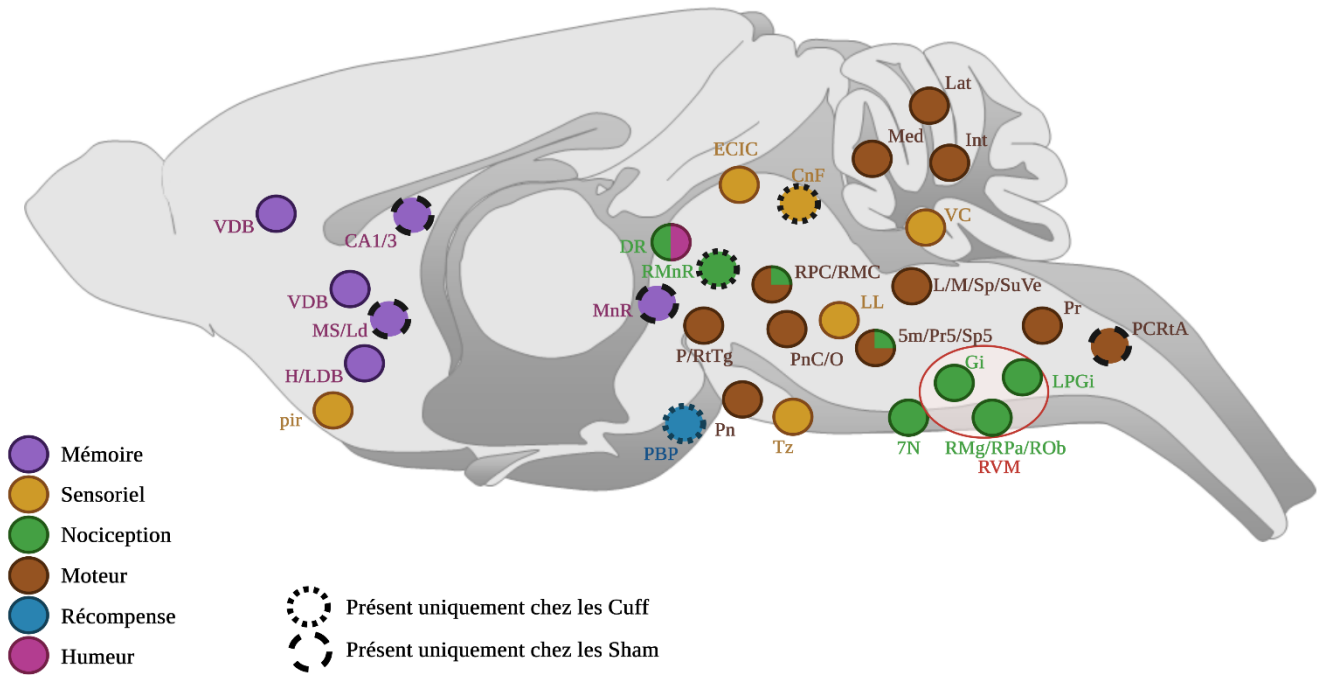 Lat
Med
Int
ECIC
CnF
VDB
CA1/3
VC
DR
RMnR
RPC/RMC
L/M/Sp/SuVe
VDB
MS/Ld
MnR
LL
Pr
PCRtA
P/RtTg
PnC/O
5m/Pr5/Sp5
H/LDB
Gi
LPGi
pir
Pn
Tz
7N
RMg/RPa/ROb
RVM
PBP
Mémoire
Sensoriel
Nociception
Moteur
Récompense
Humeur
Présent uniquement chez les Cuff
Présent uniquement chez les Sham